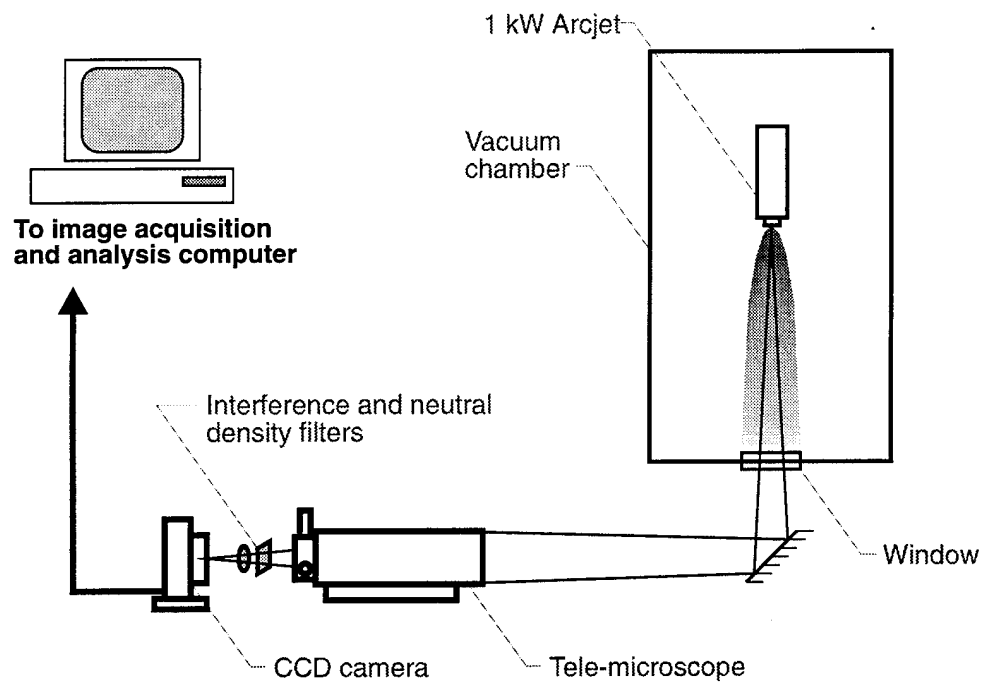 1 kW Arcjet
Vacuum
chamber
To image acquisition
and analysis computer
Interference and neutral
density filters
Window
CCD camera
Tele-microscope